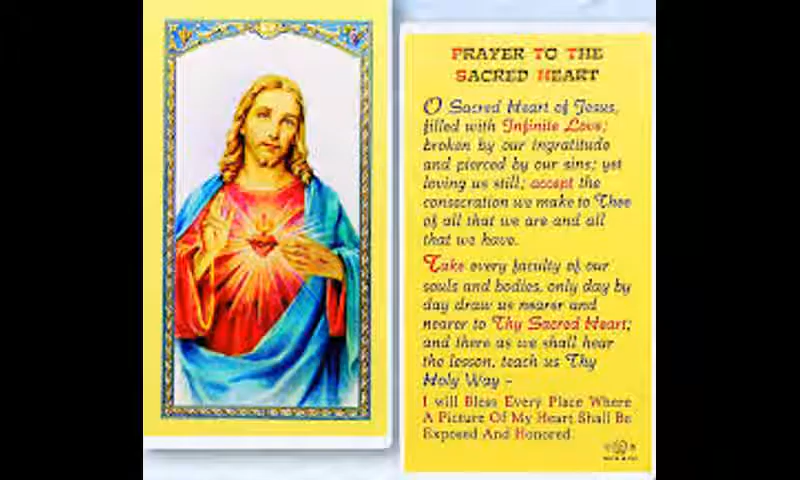 PRAYER TO THE
SACRED HEART
O Sacred Heart of Jesus,
filled with Infinite Love;
broken by our ingratitude
and pierced by our sins; yet
loving us still; accept the
consecration we make to Thee
of all that we are and all
that we have.
Take every faculty of our
souls and bodies, only day by
day draw us nearer and
nearer to Thy Sacred Heart;
and there as we shall hear
the lesson, teach us Thy
Holy Way -
I will Bless Every Place Where
A Picture Of My Heart Shall Be
Exposed And Honored.